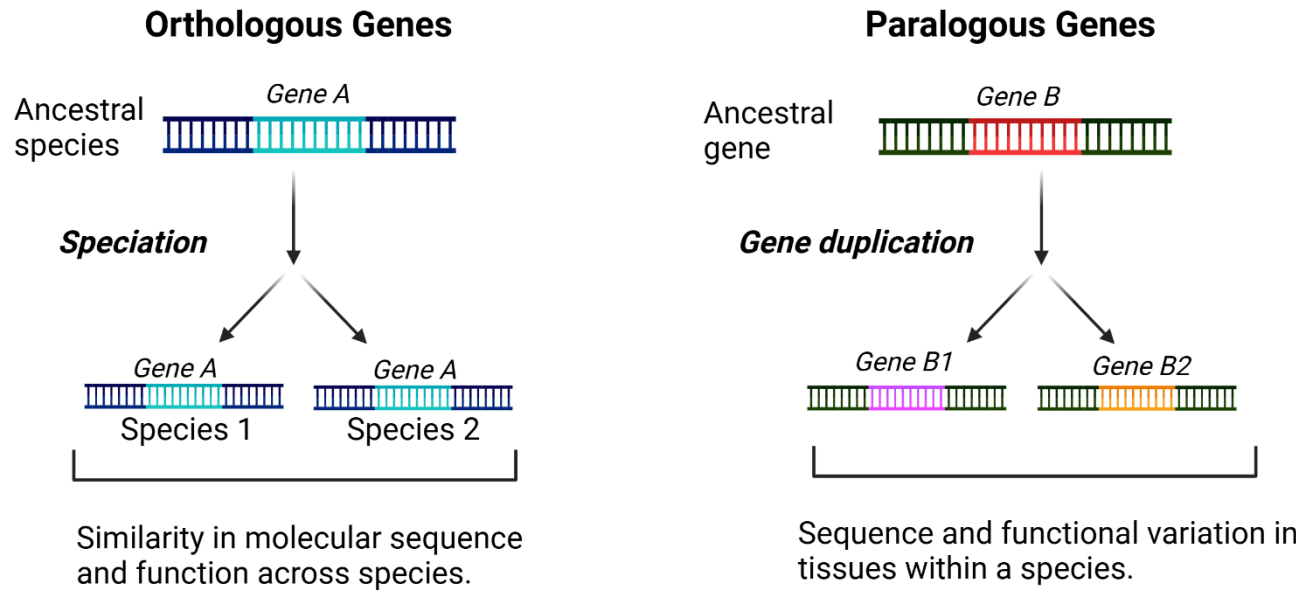 Orthologous Genes
Gene A
Ancestral
species
Speciation
Gene A
Gene A
Species 1
Species 2
Similarity in molecular sequence
and function across species.
Paralogous Genes
Gene B
Ancestral
gene
Gene duplication
Gene B1
Gene B2
Sequence and functional variation in
tissues within a species.